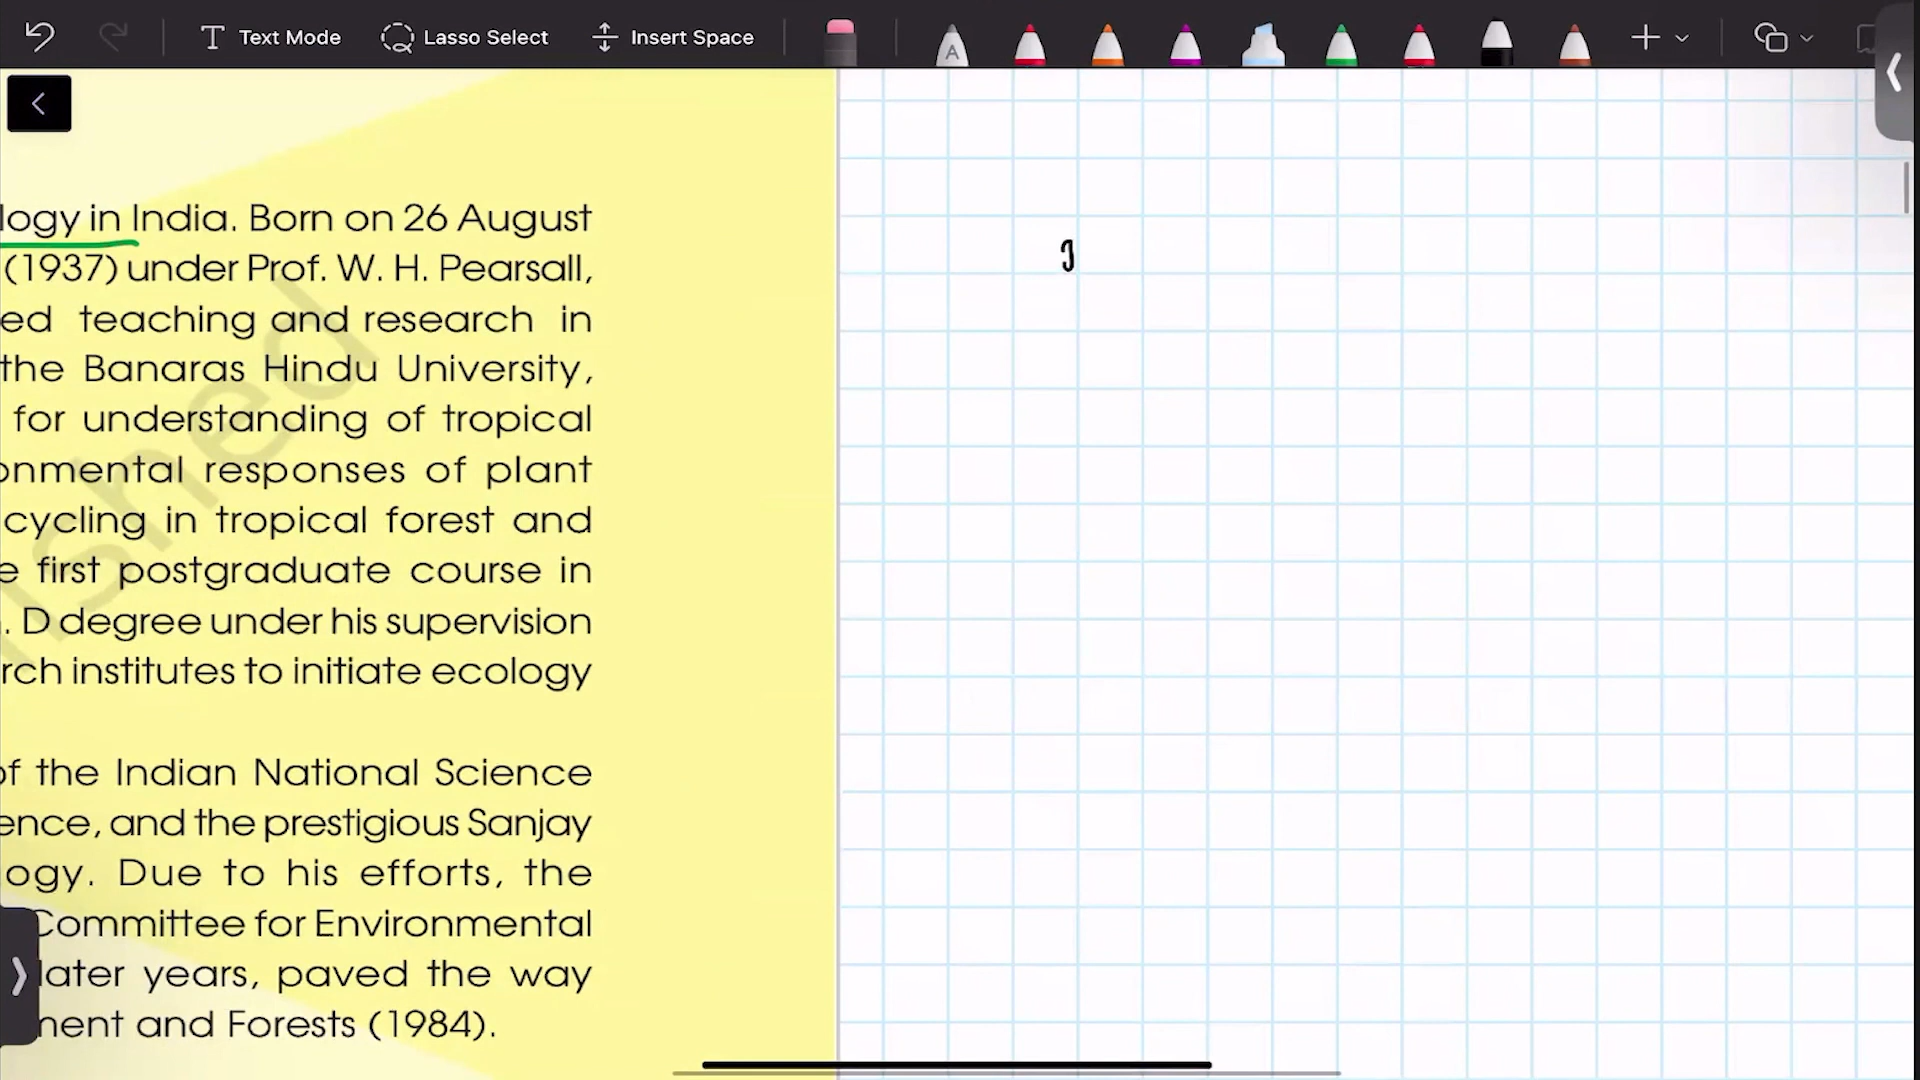 Text Mode Lasso Select Insert Space
A
logy in India. Born on 26 August
(1937) under Prof. W. H. Pearsall,
ed teaching and research in
the Banaras Hindu University,
for understanding of tropical
onmental responses of plant
cycling in tropical forest and
e first postgraduate course in
. D degree under his supervision
rch institutes to initiate ecology
of the Indian National Science
ence, and the prestigious Sanjay
ogy. Due to his efforts, the
Committee for Environmental
later years, paved the way
ment and Forests (1984).